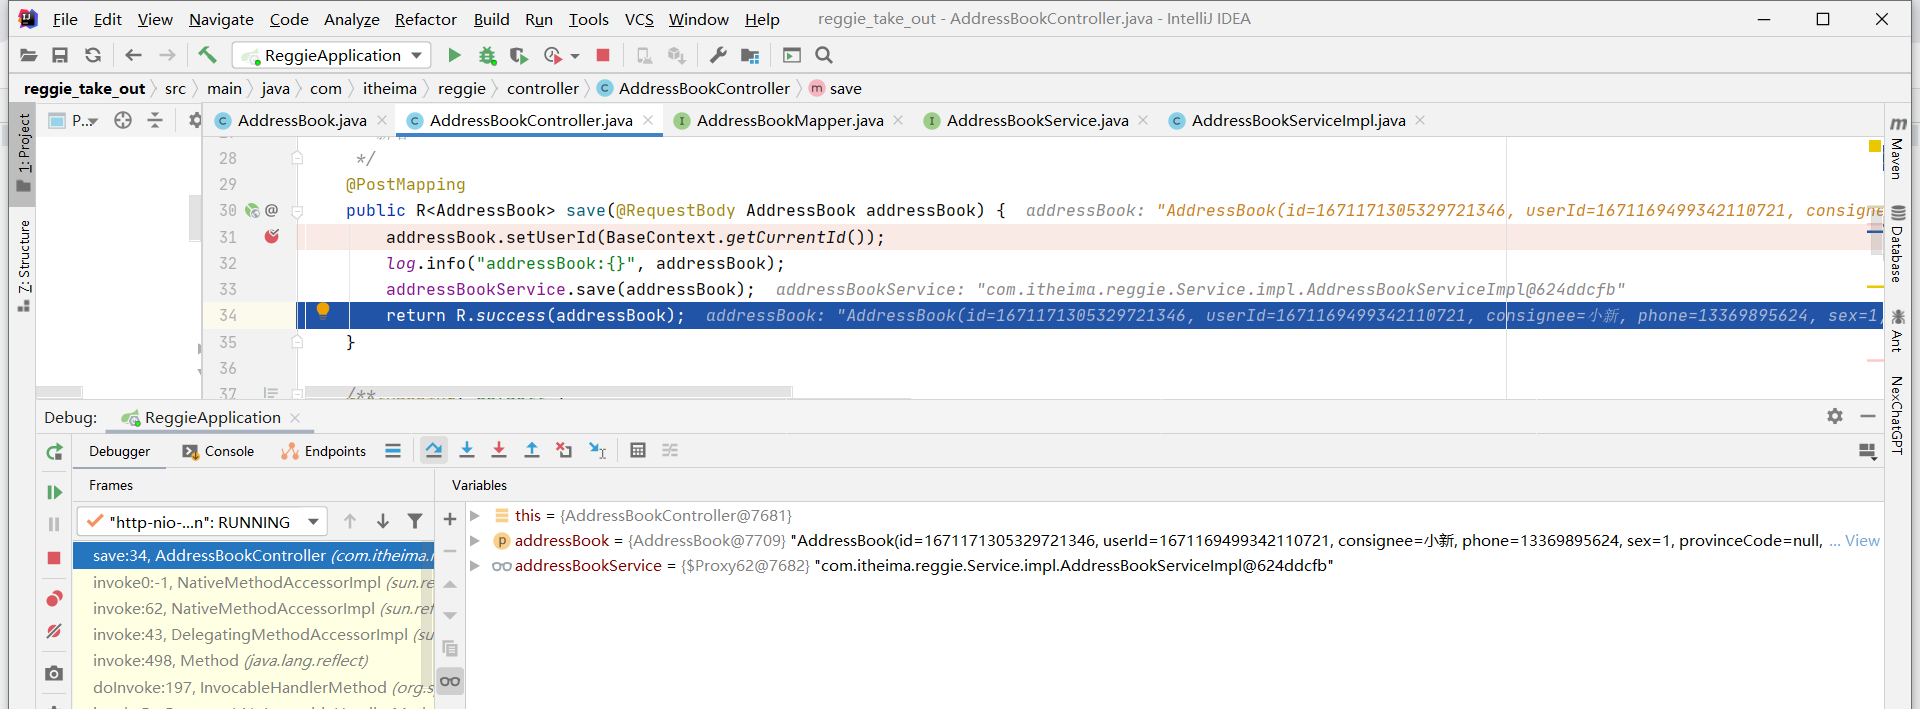 File Edit View Navigate Code Analyze Refactor Build Run Tools VCS Window Help reggie_take_out - AddressBookController.java - IntelliJ IDEA
ReggieApplication
reggie_take_out src main java com itheima reggie controller AddressBookController save
1: Project
Z: Structure
P...
AddressBook.java AddressBookController.java AddressBookMapper.java AddressBookService.java AddressBookServiceImpl.java
28 */
29 @PostMapping
30 public R<AddressBook> save(@RequestBody AddressBook addressBook) { addressBook: "AddressBook(id=1671171305329721346, userId=1671169499342110721, consigne
31 addressBook.setUserId(BaseContext.getCurrentId());
32 log.info("addressBook:{}", addressBook);
33 addressBookService.save(addressBook); addressBookService: "com.itheima.reggie.Service.impl.AddressBookServiceImpl@624ddcfb"
34 return R.success(addressBook); addressBook: "AddressBook(id=1671171305329721346, userId=1671169499342110721, consignee=小新, phone=13369895624, sex=1,
35 }
36
37 /**
Maven
Database
Ant
NexChatGPT
Debug: ReggieApplication
Debugger Console Endpoints
Frames
"http-nio-...n": RUNNING
save:34, AddressBookController (com.itheima.r
invoke0:-1, NativeMethodAccessorImpl (sun.re
invoke:62, NativeMethodAccessorImpl (sun.ref
invoke:43, DelegatingMethodAccessorImpl (su
invoke:498, Method (java.lang.reflect)
doInvoke:197, InvocableHandlerMethod (org.s
Variables
this = {AddressBookController@7681}
addressBook = {AddressBook@7709} "AddressBook(id=1671171305329721346, userId=1671169499342110721, consignee=小新, phone=13369895624, sex=1, provinceCode=null, ... View
addressBookService = {$Proxy62@7682} "com.itheima.reggie.Service.impl.AddressBookServiceImpl@624ddcfb"